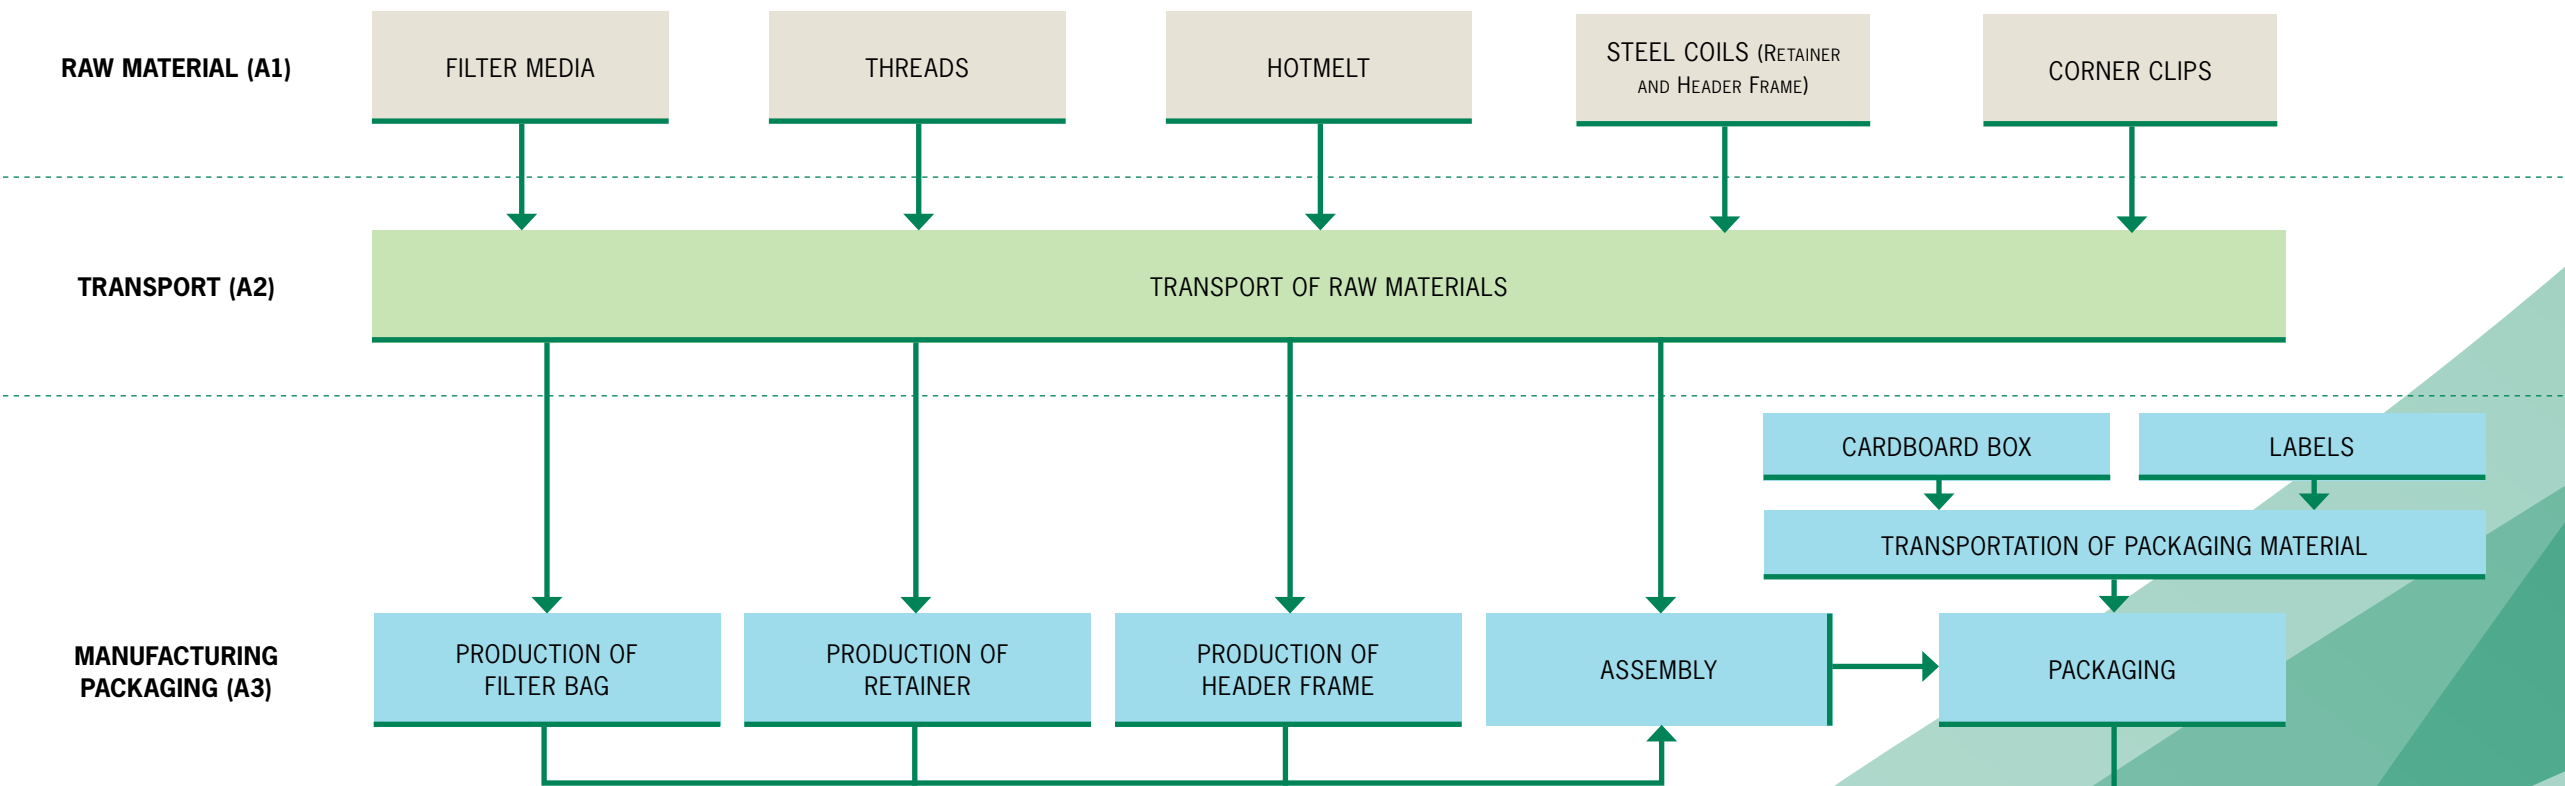 RAW MATERIAL (A1)
FILTER MEDIA
THREADS
HOTMELT
STEEL COILS (RETAINER
AND HEADER FRAME)
CORNER CLIPS
TRANSPORT (A2)
TRANSPORT OF RAW MATERIALS
CARDBOARD BOX
LABELS
TRANSPORTATION OF PACKAGING MATERIAL
MANUFACTURING
PACKAGING (A3)
PRODUCTION OF
FILTER BAG
PRODUCTION OF
RETAINER
PRODUCTION OF
HEADER FRAME
ASSEMBLY
PACKAGING